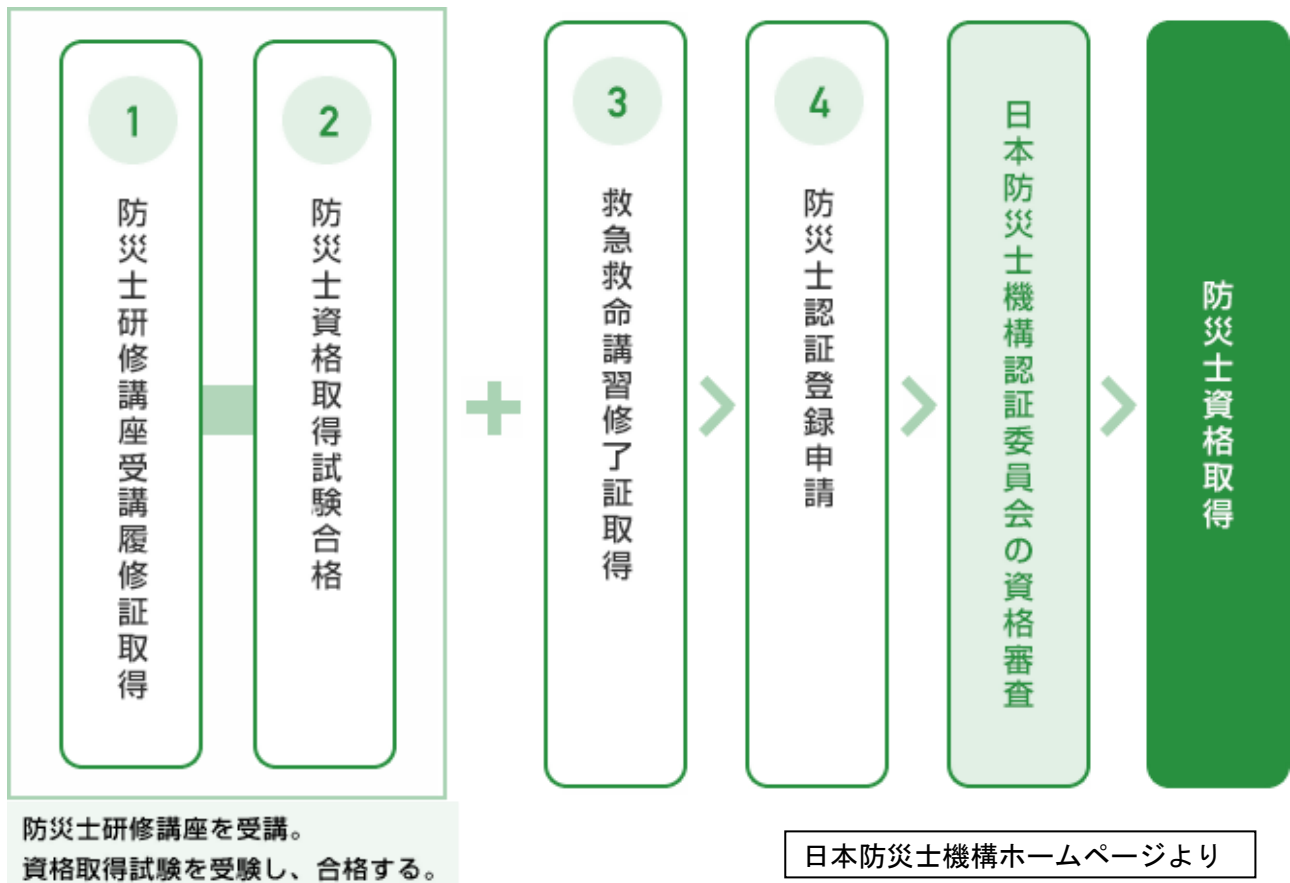 1
防災士研修講座受講履修証取得
2
防災士資格取得試験合格
3
救急救命講習修了証取得
4
防災士認証登録申請
日本防災士機構認証委員会の資格審査
防災士資格取得
防災士研修講座を受講。
資格取得試験を受験し、合格する。
日本防災士機構ホームページより